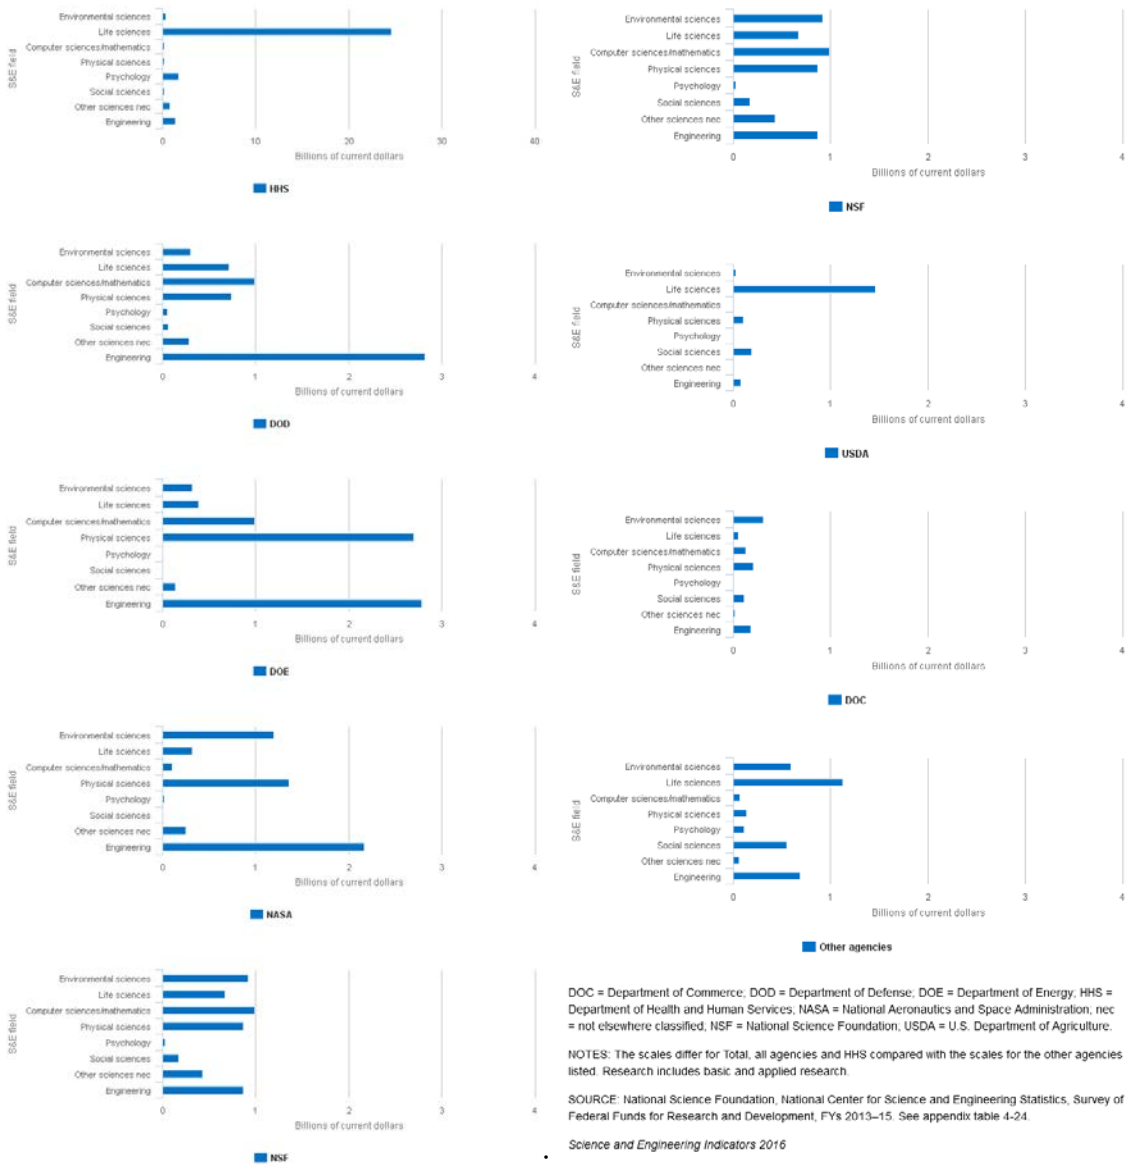 Environmental sciences
Life sciences
Computer sciences/mathematics
Physical sciences
Psychology
Social sciences
Other sciences nec
Engineering
S&E field
0 10 20 30 40
Billions of current dollars
HHS
Environmental sciences
Life sciences
Computer sciences/mathematics
Physical sciences
Psychology
Social sciences
Other sciences nec
Engineering
S&E field
0 1 2 3 4
Billions of current dollars
DOD
Environmental sciences
Life sciences
Computer sciences/mathematics
Physical sciences
Psychology
Social sciences
Other sciences nec
Engineering
S&E field
0 1 2 3 4
Billions of current dollars
DOE
Environmental sciences
Life sciences
Computer sciences/mathematics
Physical sciences
Psychology
Social sciences
Other sciences nec
Engineering
S&E field
0 1 2 3 4
Billions of current dollars
NASA
Environmental sciences
Life sciences
Computer sciences/mathematics
Physical sciences
Psychology
Social sciences
Other sciences nec
Engineering
S&E field
0 1 2 3 4
Billions of current dollars
NSF
Environmental sciences
Life sciences
Computer sciences/mathematics
Physical sciences
Psychology
Social sciences
Other sciences nec
Engineering
S&E field
0 1 2 3 4
Billions of current dollars
NSF
Environmental sciences
Life sciences
Computer sciences/mathematics
Physical sciences
Psychology
Social sciences
Other sciences nec
Engineering
S&E field
0 1 2 3 4
Billions of current dollars
USDA
Environmental sciences
Life sciences
Computer sciences/mathematics
Physical sciences
Psychology
Social sciences
Other sciences nec
Engineering
S&E field
0 1 2 3 4
Billions of current dollars
DOC
Environmental sciences
Life sciences
Computer sciences/mathematics
Physical sciences
Psychology
Social sciences
Other sciences nec
Engineering
S&E field
0 1 2 3 4
Billions of current dollars
Other agencies
DOC = Department of Commerce; DOD = Department of Defense; DOE = Department of Energy; HHS =
Department of Health and Human Services; NASA = National Aeronautics and Space Administration; nec
= not elsewhere classified; NSF = National Science Foundation; USDA = U.S. Department of Agriculture.
NOTES: The scales differ for Total, all agencies and HHS compared with the scales for the other agencies
listed. Research includes basic and applied research.
SOURCE: National Science Foundation, National Center for Science and Engineering Statistics, Survey of
Federal Funds for Research and Development, FYs 2013–15. See appendix table 4-24.
Science and Engineering Indicators 2016